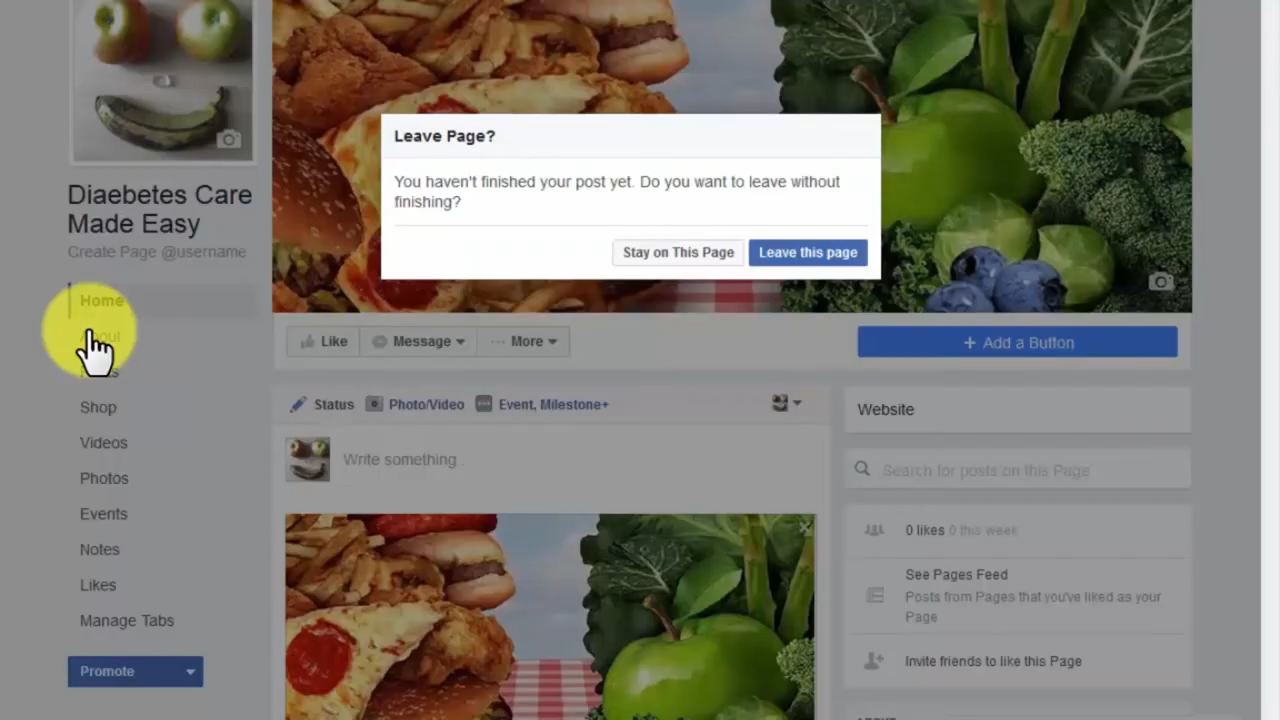 Leave Page?
You haven't finished your post yet. Do you want to leave without
finishing?
Stay on This Page
Leave this page
Diaebetes Care
Made Easy
Create Page @username
Home
About
Shop
Videos
Photos
Events
Notes
Likes
Manage Tabs
Promote
Like
Message
More
+ Add a Button
Status
Photo/Video
Event, Milestone+
Write something
Website
Search for posts on this Page
0 likes 0 this week
See Pages Feed
Posts from Pages that you've liked as your
Page
Invite friends to like this Page